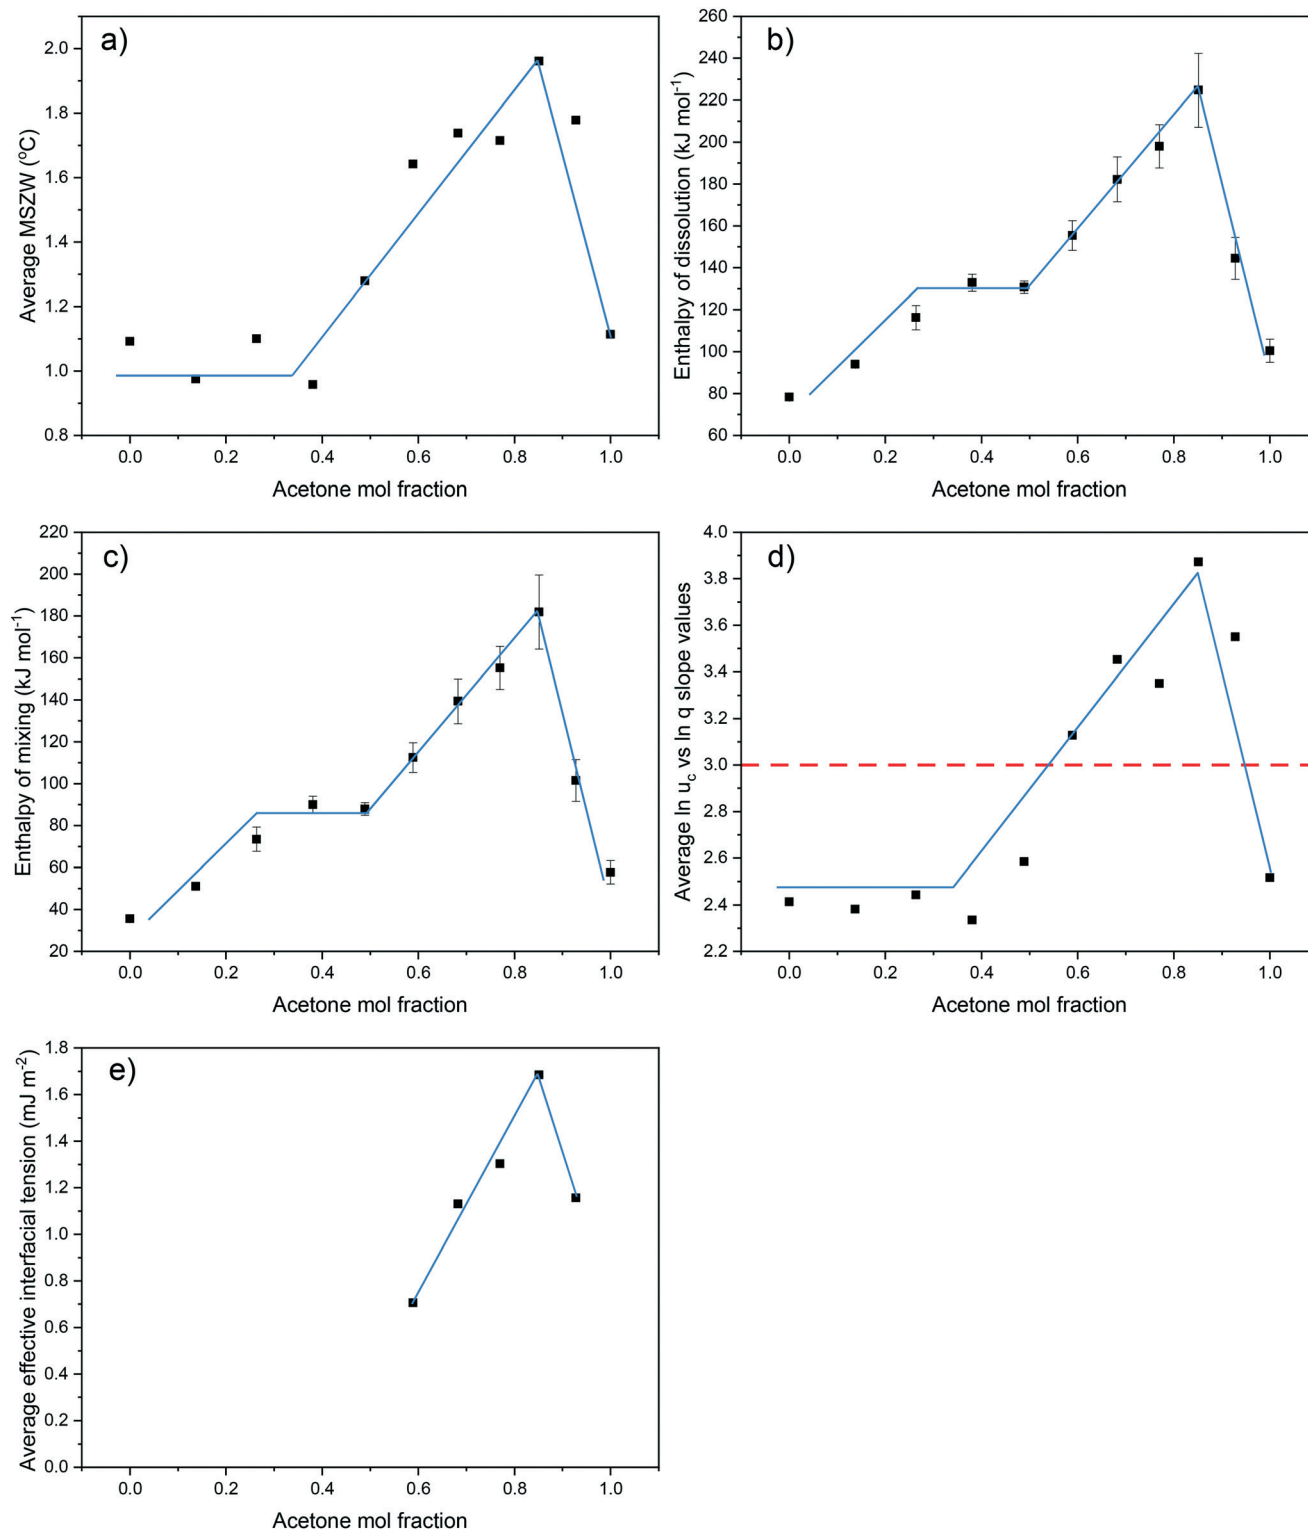 a)
2.0
1.8
1.6
1.4
1.2
1.0
0.8
Average MSZW (°C)
0.0 0.2 0.4 0.6 0.8 1.0
Acetone mol fraction
b)
260
240
220
200
180
160
140
120
100
80
60
Enthalpy of dissolution (kJ mol⁻¹)
0.0 0.2 0.4 0.6 0.8 1.0
Acetone mol fraction
c)
220
200
180
160
140
120
100
80
60
40
20
Enthalpy of mixing (kJ mol⁻¹)
0.0 0.2 0.4 0.6 0.8 1.0
Acetone mol fraction
d)
4.0
3.8
3.6
3.4
3.2
3.0
2.8
2.6
2.4
2.2
Average ln u_c vs ln q slope values
0.0 0.2 0.4 0.6 0.8 1.0
Acetone mol fraction
e)
1.8
1.6
1.4
1.2
1.0
0.8
0.6
0.4
0.2
0.0
Average effective interfacial tension (mJ m⁻²)
0.0 0.2 0.4 0.6 0.8 1.0
Acetone mol fraction